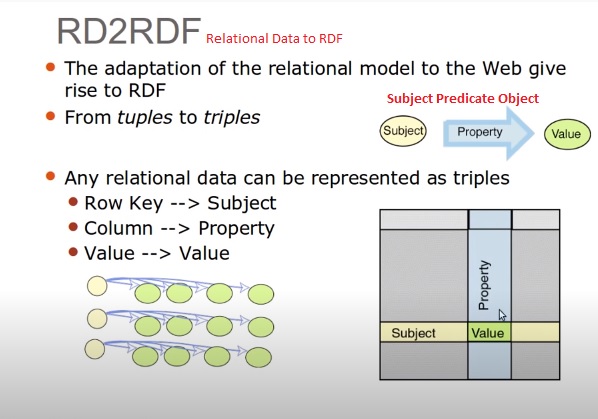 RD2RDF Relational Data to RDF
The adaptation of the relational model to the Web give
rise to RDF
From tuples to triples
Subject Predicate Object
Subject Property Value
Any relational data can be represented as triples
Row Key --> Subject
Column --> Property
Value --> Value
Property
Subject Value